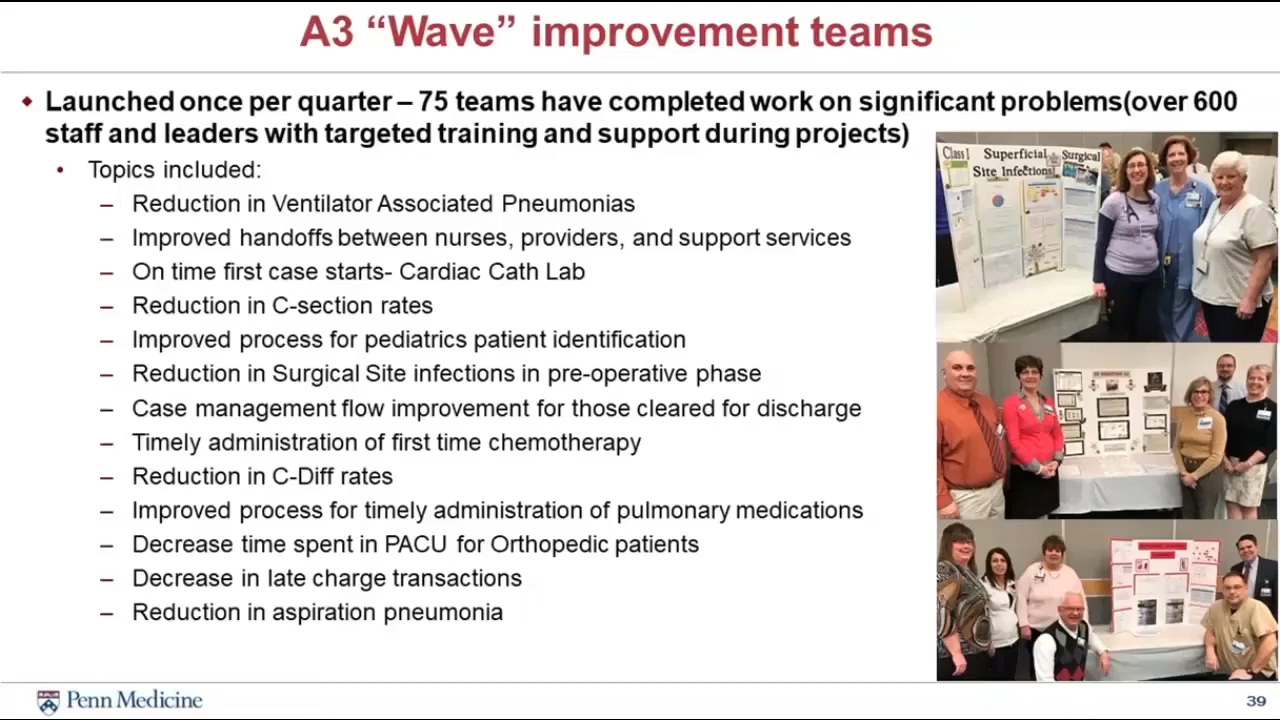 A3 “Wave” improvement teams
Launched once per quarter – 75 teams have completed work on significant problems(over 600
staff and leaders with targeted training and support during projects)
Topics included:
– Reduction in Ventilator Associated Pneumonias
– Improved handoffs between nurses, providers, and support services
– On time first case starts- Cardiac Cath Lab
– Reduction in C-section rates
– Improved process for pediatrics patient identification
– Reduction in Surgical Site infections in pre-operative phase
– Case management flow improvement for those cleared for discharge
– Timely administration of first time chemotherapy
– Reduction in C-Diff rates
– Improved process for timely administration of pulmonary medications
– Decrease time spent in PACU for Orthopedic patients
– Decrease in late charge transactions
– Reduction in aspiration pneumonia
Class I Superficial Surgical
Site Infections
Penn Medicine
39